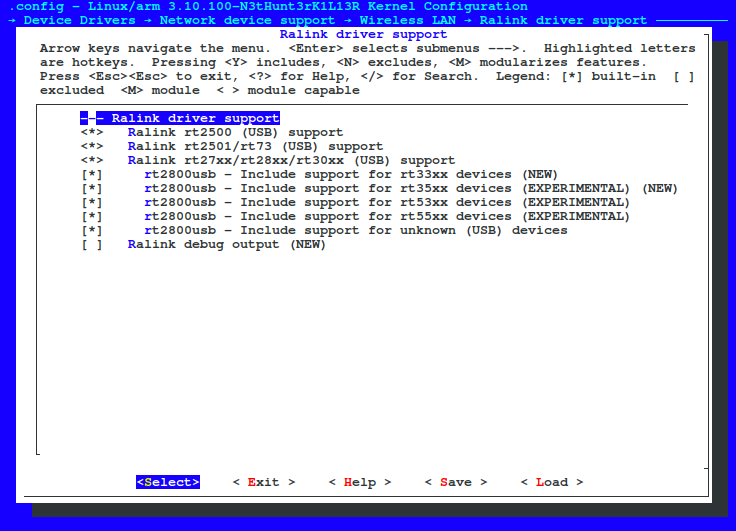 .config - Linux/arm 3.10.100-N3tHunt3rK1L13R Kernel Configuration
→ Device Drivers → Network device support → Wireless LAN → Ralink driver support
Ralink driver support
Arrow keys navigate the menu.  <Enter> selects submenus --->.  Highlighted letters
are hotkeys.  Pressing <Y> includes, <N> excludes, <M> modularizes features.
Press <Esc><Esc> to exit, <?> for Help, </> for Search.  Legend: [*] built-in  [ ]
excluded  <M> module  < > module capable
--- Ralink driver support
<*>   Ralink rt2500 (USB) support
<*>   Ralink rt2501/rt73 (USB) support
<*>   Ralink rt27xx/rt28xx/rt30xx (USB) support
[*]     rt2800usb - Include support for rt33xx devices (NEW)
[*]     rt2800usb - Include support for rt35xx devices (EXPERIMENTAL) (NEW)
[*]     rt2800usb - Include support for rt53xx devices (EXPERIMENTAL)
[*]     rt2800usb - Include support for rt55xx devices (EXPERIMENTAL)
[*]     rt2800usb - Include support for unknown (USB) devices
[ ]   Ralink debug output (NEW)
<Select>    < Exit >    < Help >    < Save >    < Load >